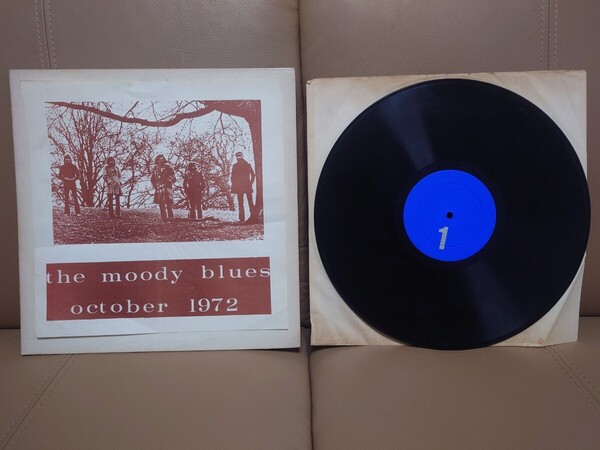 the moody blues
october 1972
1